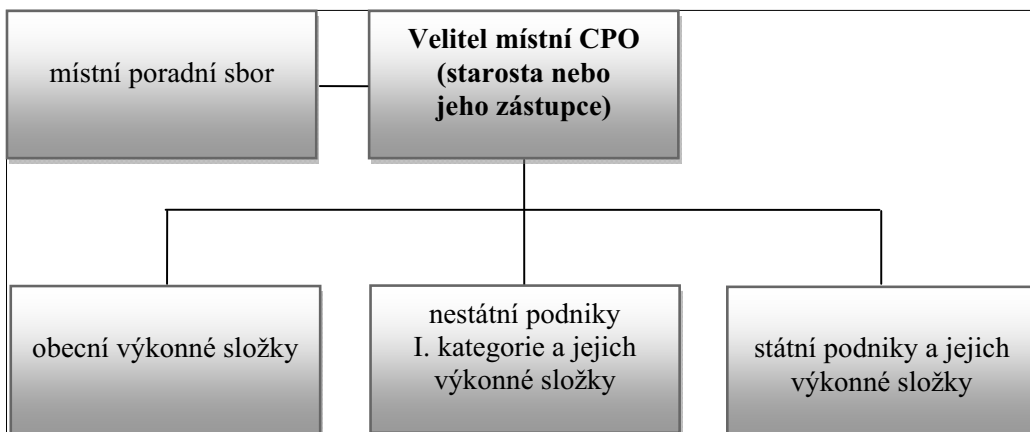 místní poradní sbor
Velitel místní CPO
(starosta nebo
jeho zástupce)
obecní výkonné složky
nestátní podniky
I. kategorie a jejich
výkonné složky
státní podniky a jejich
výkonné složky